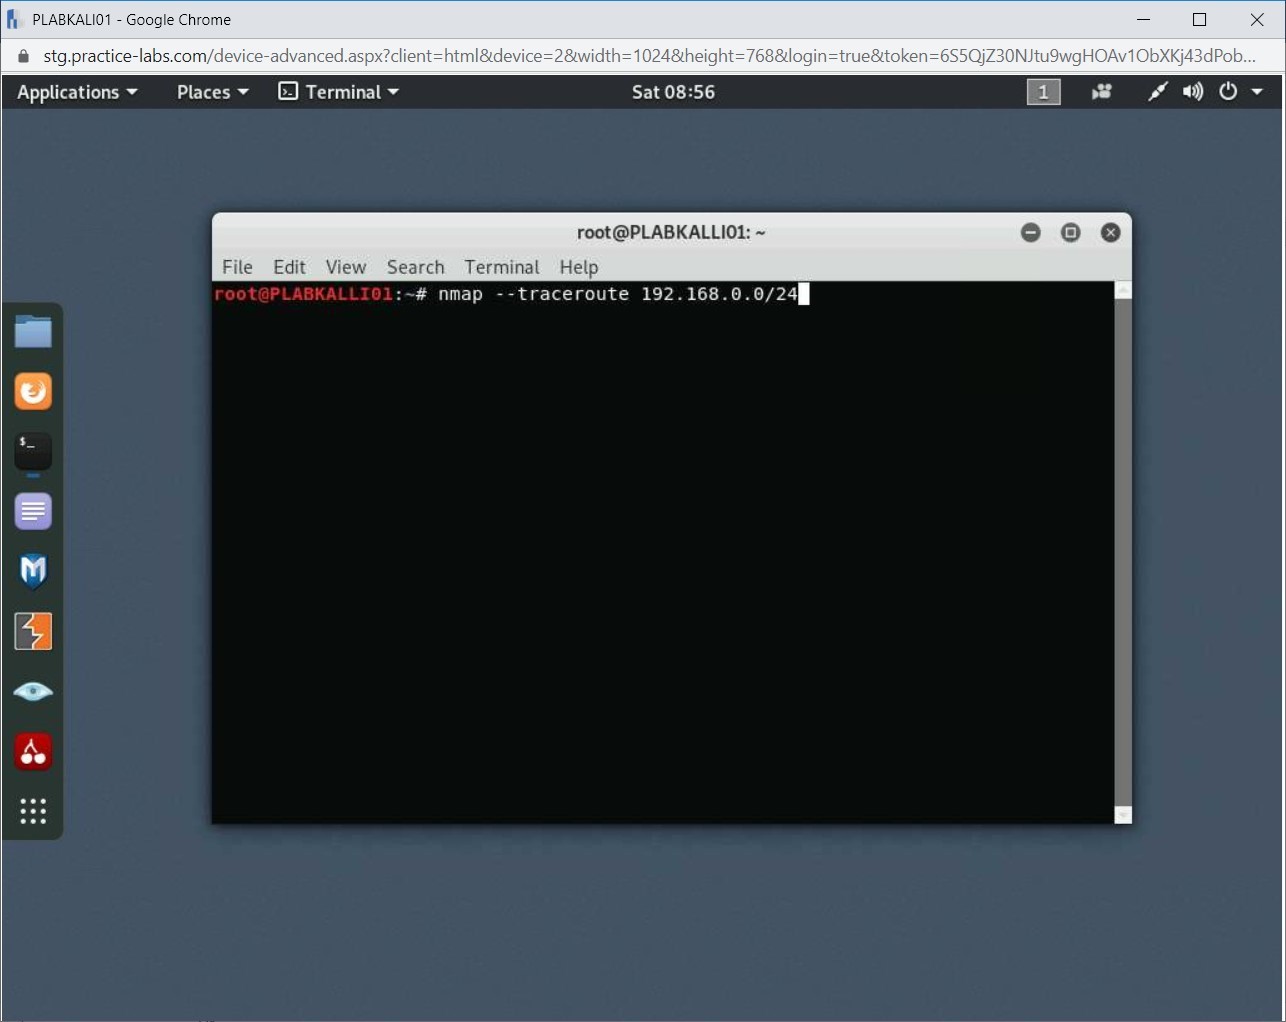 PLABKALI01 - Google Chrome
stg.practice-labs.com/device-advanced.aspx?client=html&device=2&width=1024&height=768&login=true&token=6S5QjZ30NJtu9wgHOAv1ObXKj43dPob...
Applications Places Terminal Sat 08:56 1
root@PLABKALLI01: ~
File Edit View Search Terminal Help
root@PLABKALLI01:~# nmap --traceroute 192.168.0.0/24
$_